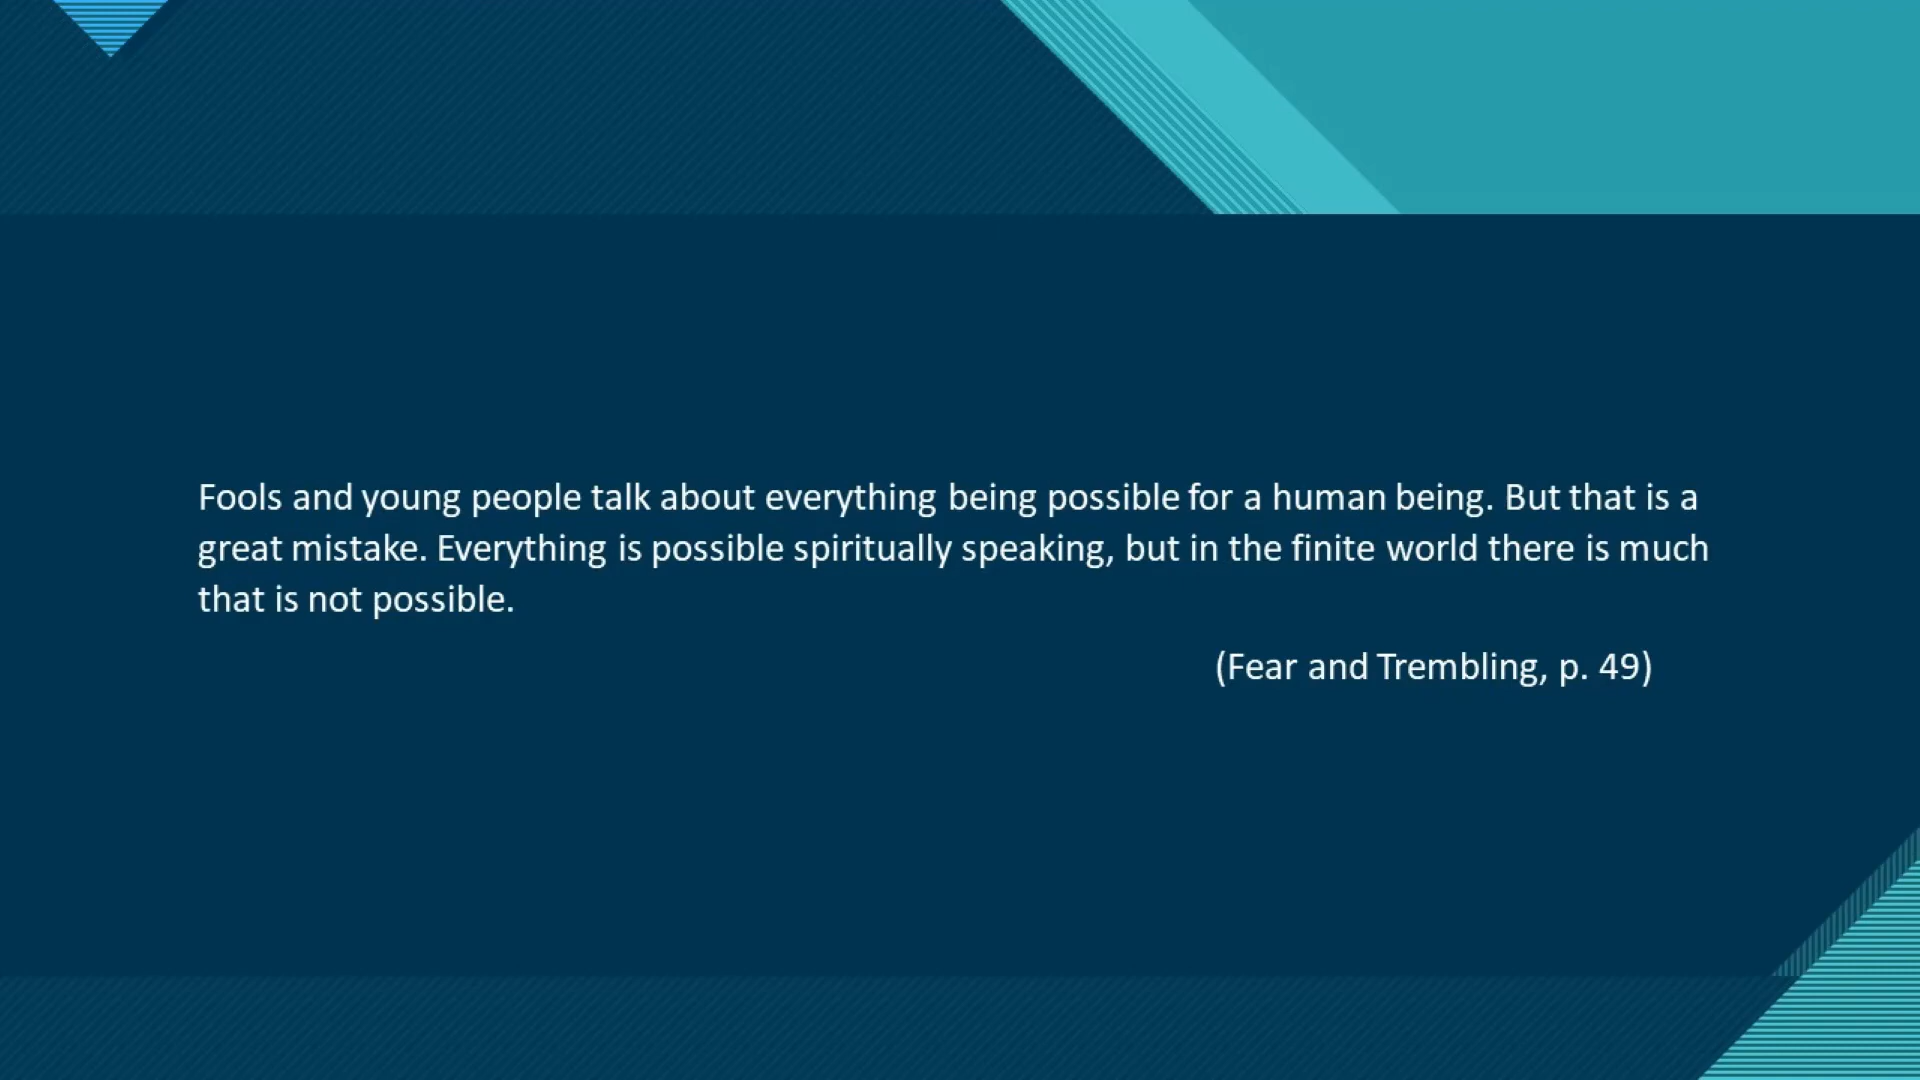 Fools and young people talk about everything being possible for a human being. But that is a
great mistake. Everything is possible spiritually speaking, but in the finite world there is much
that is not possible.
(Fear and Trembling, p. 49)